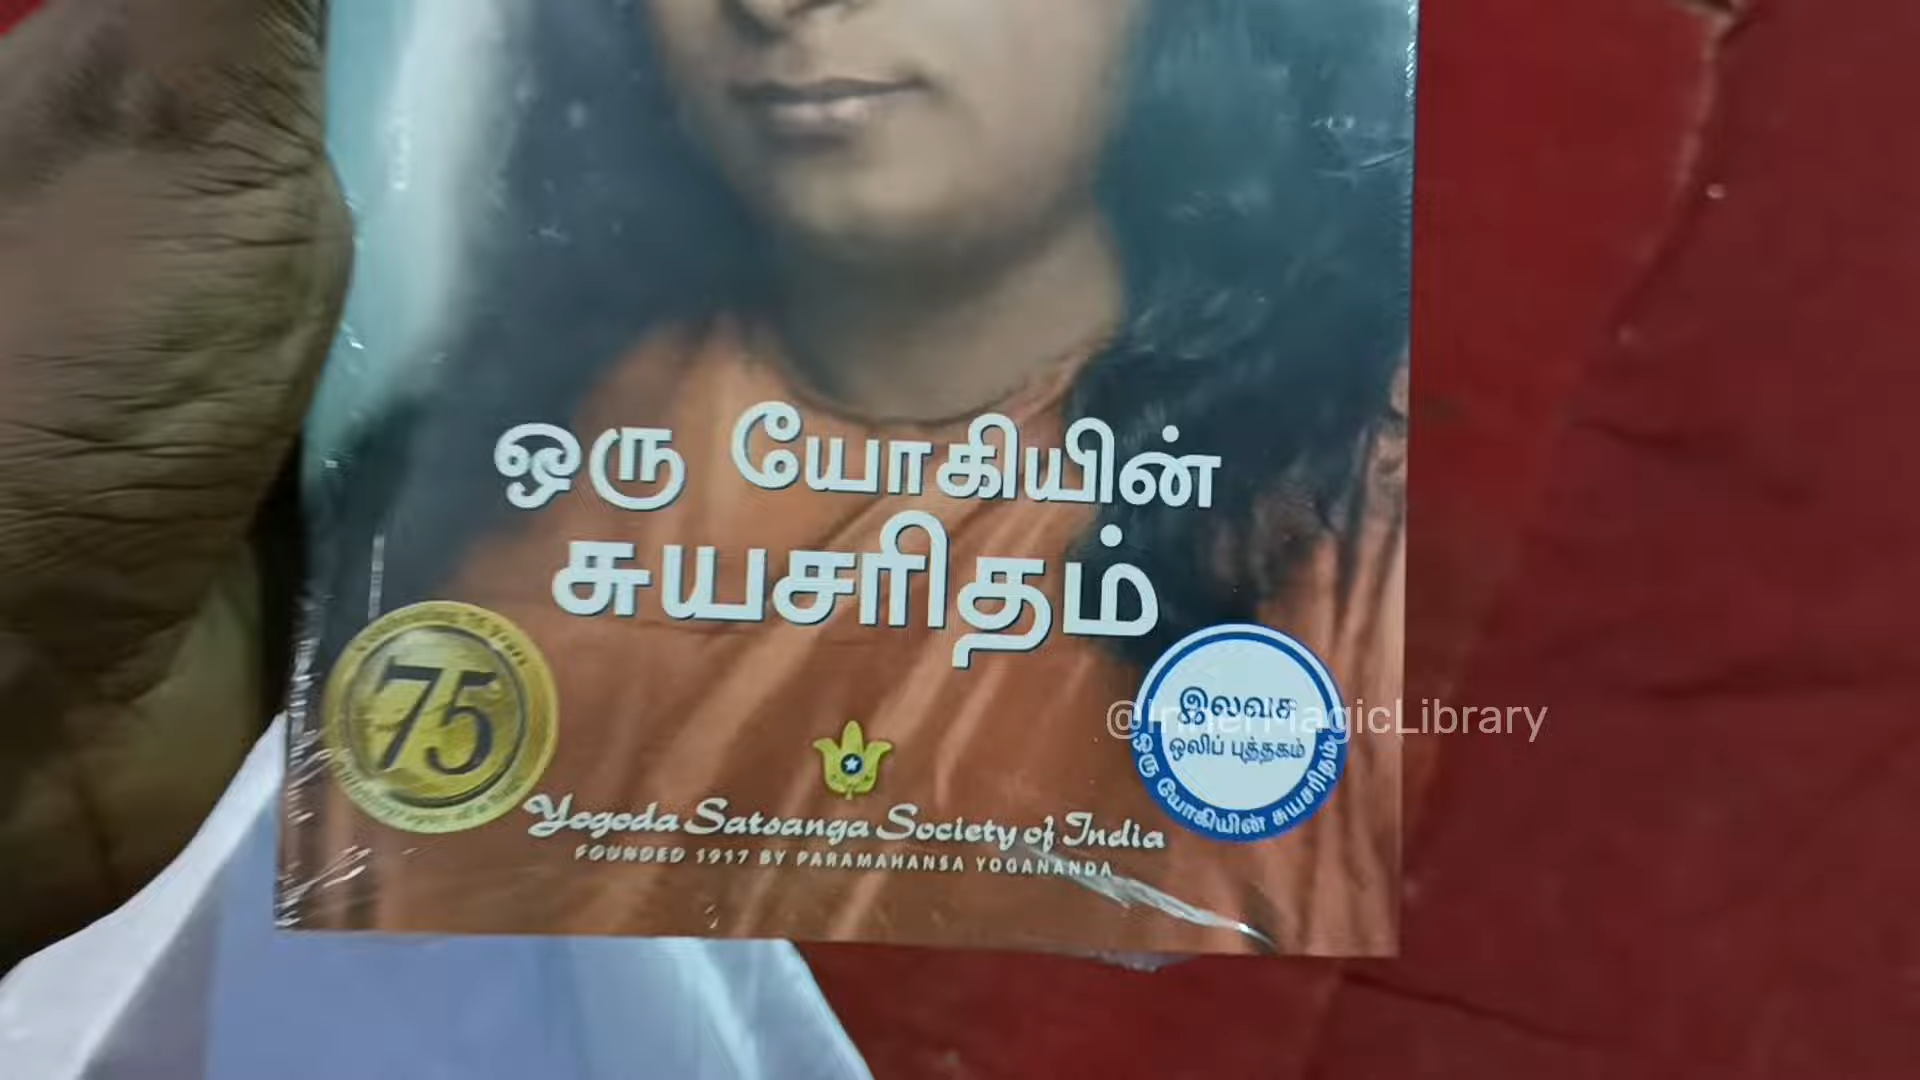 ஒரு யோகியின்
சுயசரிதம்
75
இலவச
ஒலிப் புத்தகம்
ஒரு யோகியின் சுயசரிதம்
Yogoda Satsanga Society of India
FOUNDED 1917 BY PARAMAHANSA YOGANANDA
@InnerMagicLibrary